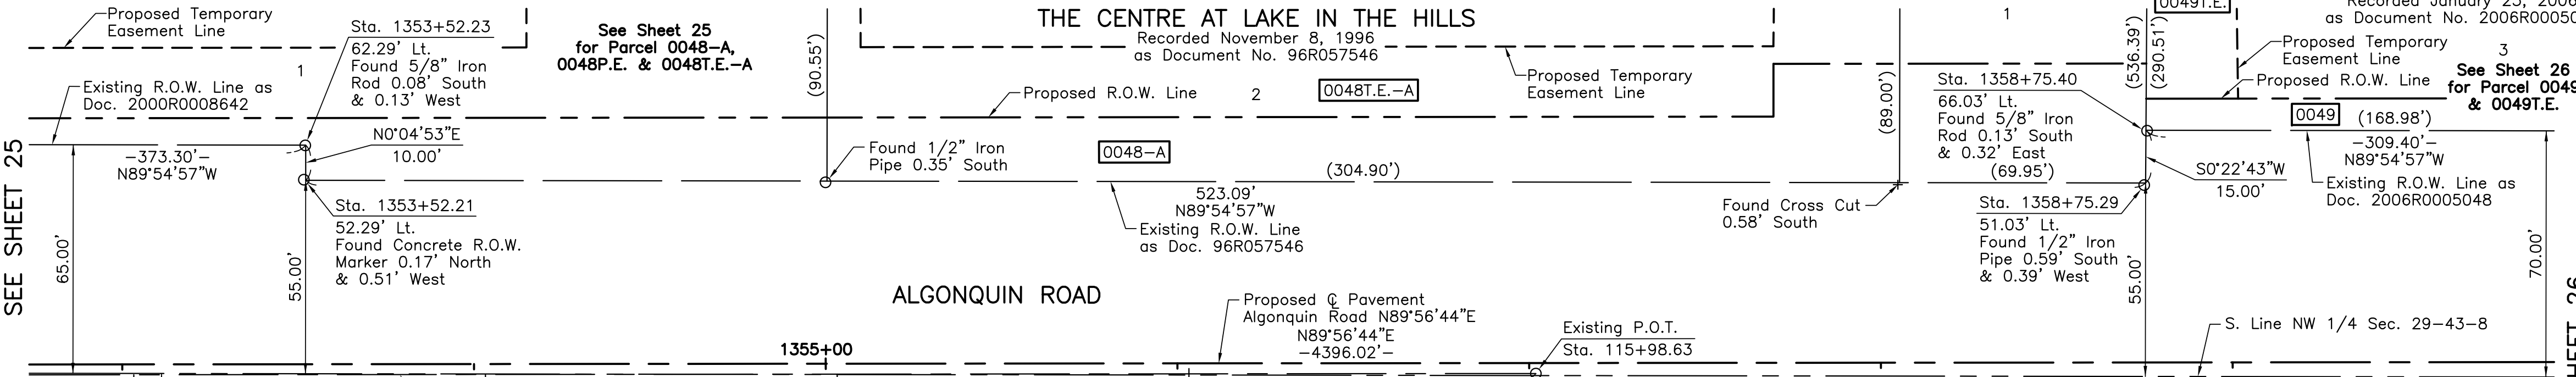 Proposed Temporary
Easement Line
Sta. 1353+52.23
62.29' Lt.
Found 5/8" Iron
Rod 0.08' South
& 0.13' West
See Sheet 25
for Parcel 0048-A,
0048P.E. & 0048T.E.-A
(90.55')
THE CENTRE AT LAKE IN THE HILLS
Recorded November 8, 1996
as Document No. 96R057546
1
Existing R.O.W. Line as
Doc. 2000R0008642
Proposed R.O.W. Line
2
0048T.E.-A
Proposed Temporary
Easement Line
(89.00')
1
Sta. 1358+75.40
66.03' Lt.
Found 5/8" Iron
Rod 0.13' South
& 0.32' East
(69.95')
(536.39')
(290.51')
0049T.E.
as Document No.
Proposed Temporary
Easement Line
3
Proposed R.O.W. Line
See Sheet 26
for Parcel
& 0049T.E.
0049
(168.98')
-309.40'-
N89°54'57"W
S0°22'43"W
15.00'
Existing R.O.W. Line as
Doc. 2006R0005048
SEE SHEET 25
-373.30'-
N89°54'57"W
N0°04'53"E
10.00'
Found 1/2" Iron
Pipe 0.35' South
0048-A
(304.90')
523.09'
N89°54'57"W
Existing R.O.W. Line
as Doc. 96R057546
Found Cross Cut
0.58' South
Sta. 1358+75.29
51.03' Lt.
Found 1/2" Iron
Pipe 0.59' South
& 0.39' West
Sta. 1353+52.21
52.29' Lt.
Found Concrete R.O.W.
Marker 0.17' North
& 0.51' West
65.00'
55.00'
55.00'
70.00'
ALGONQUIN ROAD
Proposed ℄ Pavement
Algonquin Road N89°56'44"E
N89°56'44"E
-4396.02'-
1355+00
Existing P.O.T.
Sta. 115+98.63
S. Line NW 1/4 Sec. 29-43-8